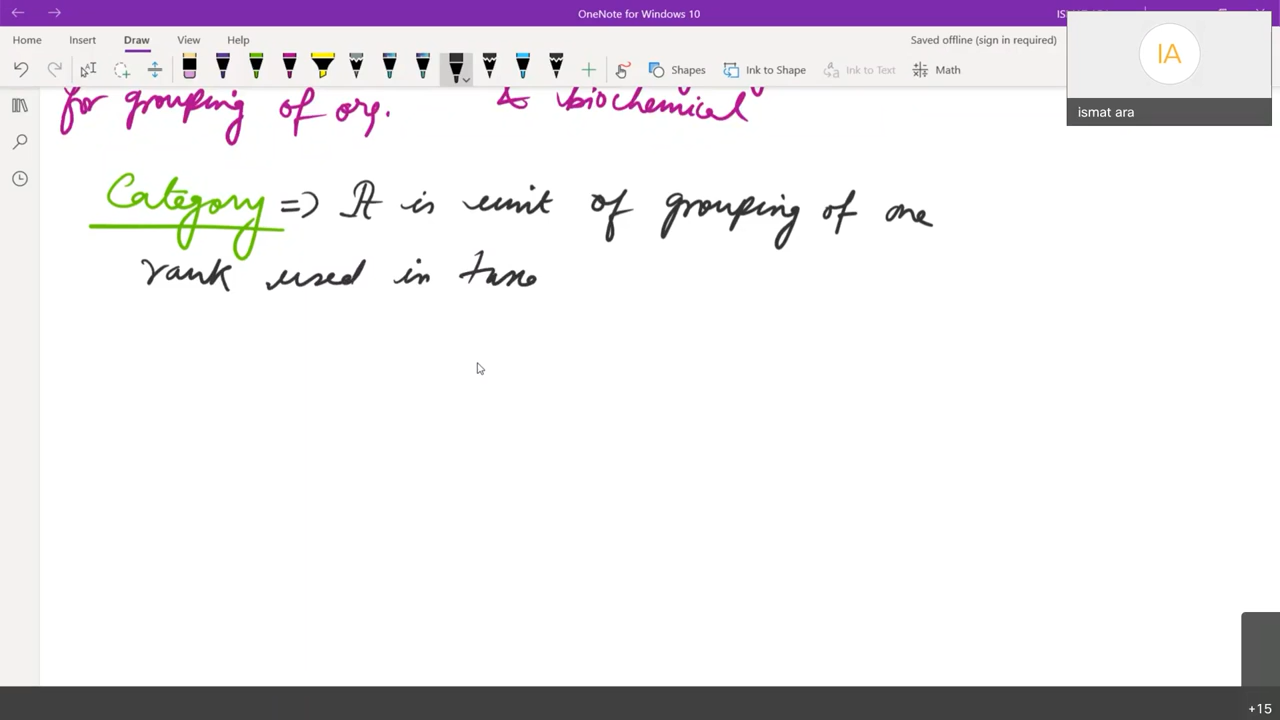 OneNote for Windows 10
Home Insert Draw View Help
Saved offline (sign in required)
IA
ismat ara
Shapes Ink to Shape Ink to Text Math
for grouping of org. & biochemical
Category => It is unit of grouping of one
rank used in taxo
+15